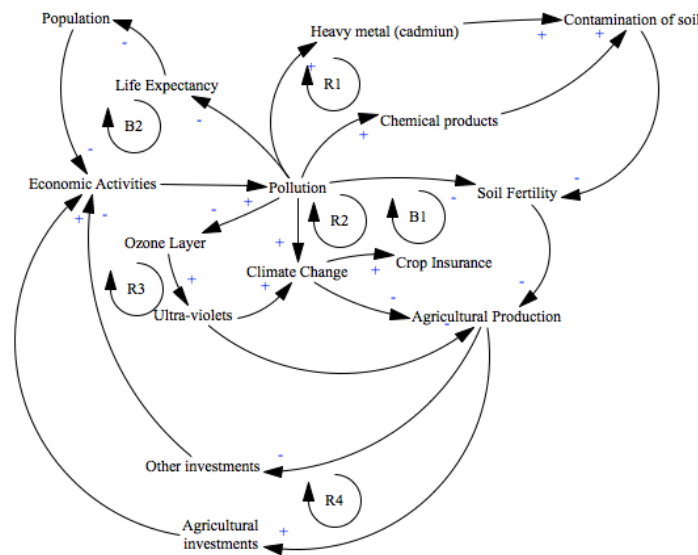 Population
Heavy metal (cadmiun)
Contamination of soil
-
+
+
+
R1
Life Expectancy
B2
-
Chemical products
+
-
Economic Activities
Pollution
Soil Fertility
-
-
+
-
+
-
-
R2
B1
Ozone Layer
+
Climate Change
Crop Insurance
+
R3
+
+
-
-
-
Ultra-violets
Agricultural Production
-
Other investments
R4
Agricultural
investments
+